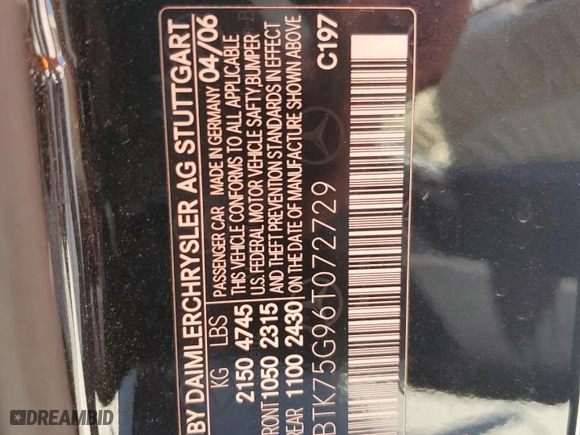 BY DAIMLERCHRYSLER AG STUTTGART
KG LBS PASSENGER CAR MADE IN GERMANY 04/06
2150 4745 THIS VEHICLE CONFORMS TO ALL APPLICABLE
U.S. FEDERAL MOTOR VEHICLE SAFETY, BUMPER
FRONT 1050 2315 AND THEFT PREVENTION STANDARDS IN EFFECT
REAR 1100 2430 ON THE DATE OF MANUFACTURE SHOWN ABOVE
C197
BTK75G96T072729
DREAMBID